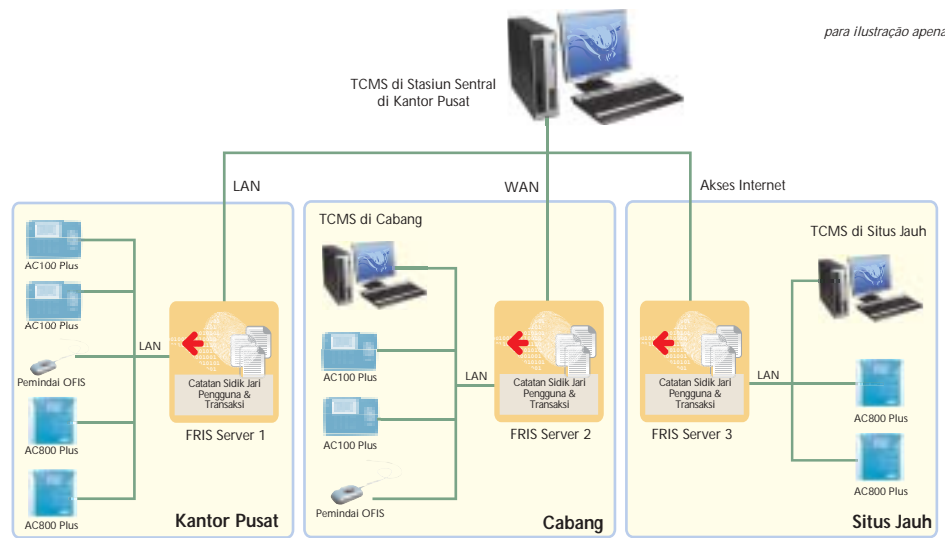 para ilustração apena
TCMS di Stasiun Sentral
di Kantor Pusat
LAN
WAN
Akses Internet
AC100 Plus
AC100 Plus
Pemindai OFIS
AC800 Plus
AC800 Plus
LAN
Catatan Sidik Jari
Pengguna &
Transaksi
FRIS Server 1
Kantor Pusat
TCMS di Cabang
AC100 Plus
AC100 Plus
Pemindai OFIS
LAN
Catatan Sidik Jari
Pengguna &
Transaksi
FRIS Server 2
Cabang
TCMS di Situs Jauh
Catatan Sidik Jari
Pengguna &
Transaksi
FRIS Server 3
LAN
AC800 Plus
AC800 Plus
Situs Jauh